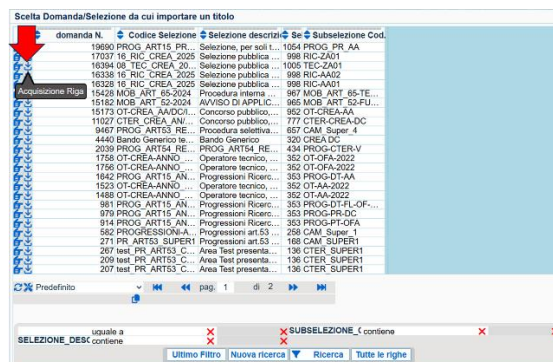 Scelta Domanda/Selezione da cui importare un titolo
domanda N. Codice Selezione Selezione descrizi Se Subselezione Cod.
19690 PROG_ART15_PR... Selezione, per soli t... 1054 PROG_PR_AA
17037 16_RIC_CREA_2025 Selezione pubblica ... 998 RIC-ZA01
16394 08_TEC_CREA_20... Selezione pubblica ... 1005 TEC-ZA01
16338 16_RIC_CREA_2025 Selezione pubblica ... 998 RIC-AA02
16328 16_RIC_CREA_2025 Selezione pubblica ... 998 RIC-AA01
Acquisizione Riga
15428 MOB_ART_65-2024 Procedura interna ... 967 MOB_ART_65-TE...
15182 MOB_ART_52-2024 AVVISO DI APPLIC... 965 MOB_ART_52-FU...
15173 OT-CREA_AA/DC/I... Concorso pubblico,... 952 OT-CREA-AA
11027 CTER_CREA_AN/... Concorso pubblico,... 777 CTER-CREA-DC
9467 PROG_ART53_RE... Procedura selettiva... 657 CAM_Super_4
4440 Bando Generico te... Bando Generico 320 CREA DC
2039 PROG_ART54_RE... PROG_ART54_RE... 434 PROG-CTER-V
1758 OT-CREA-ANNO_... Operatore tecnico, ... 352 OT-OFA-2022
1756 OT-CREA-ANNO_... Operatore tecnico, ... 352 OT-OFA-2022
1642 PROG_ART15_AN... Progressioni Ricerc... 353 PROG-DT-AA
1523 OT-CREA-ANNO_... Operatore tecnico, ... 352 OT-AA-2022
1488 OT-CREA-ANNO_... Operatore tecnico, ... 352 OT-AA-2022
981 PROG_ART15_AN... Progressioni Ricerc... 353 PROG-DT-FL-OF-...
979 PROG_ART15_AN... Progressioni Ricerc... 353 PROG-PR-DC
914 PROG_ART15_AN... Progressioni Ricerc... 353 PROG-PT-OFA
582 PROGRESSIONI-A... Progressioni art.53 ... 258 CAM_Super_1
271 PR_ART53_SUPER1 Progressioni art.53 ... 168 CAM_SUPER1
267 test_PR_ART53_C... Area Test presenta... 136 CTER_SUPER1
209 test_PR_ART53_C... Area Test presenta... 136 CTER_SUPER1
207 test_PR_ART53_C... Area Test presenta... 136 CTER_SUPER1
Predefinito pag. 1 di 2
uguale a SUBSELEZIONE_( contiene
SELEZIONE_DESC contiene
Ultimo Filtro Nuova ricerca Ricerca Tutte le righe